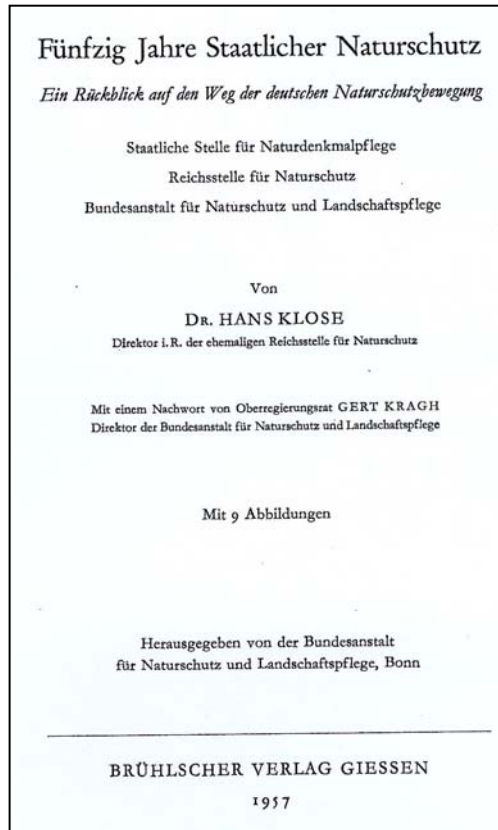 Fünfzig Jahre Staatlicher Naturschutz
Ein Rückblick auf den Weg der deutschen Naturschutzbewegung
Staatliche Stelle für Naturdenkmalpflege
Reichsstelle für Naturschutz
Bundesanstalt für Naturschutz und Landschaftspflege
Von
DR. HANS KLOSE
Direktor i.R. der ehemaligen Reichsstelle für Naturschutz
Mit einem Nachwort von Oberregierungsrat GERT KRAGH
Direktor der Bundesanstalt für Naturschutz und Landschaftspflege
Mit 9 Abbildungen
Herausgegeben von der Bundesanstalt
für Naturschutz und Landschaftspflege, Bonn
BRÜHLSCHER VERLAG GIESSEN
1957